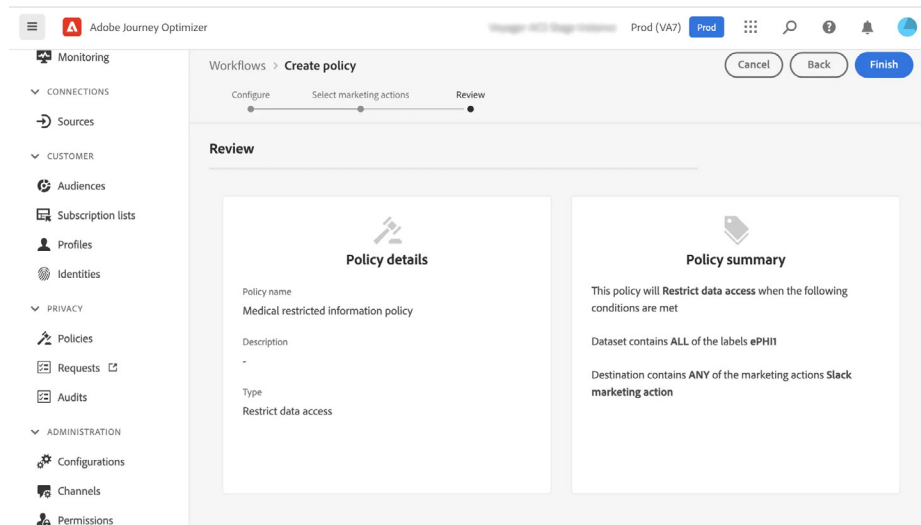 Adobe Journey Optimizer
Prod (VA7)
Prod
Monitoring
CONNECTIONS
Sources
CUSTOMER
Audiences
Subscription lists
Profiles
Identities
PRIVACY
Policies
Requests
Audits
ADMINISTRATION
Configurations
Channels
Permissions
Workflows > Create policy
Cancel
Back
Finish
Configure
Select marketing actions
Review
Review
Policy details
Policy name
Medical restricted information policy
Description
-
Type
Restrict data access
Policy summary
This policy will Restrict data access when the following
conditions are met
Dataset contains ALL of the labels ePHI1
Destination contains ANY of the marketing actions Slack
marketing action